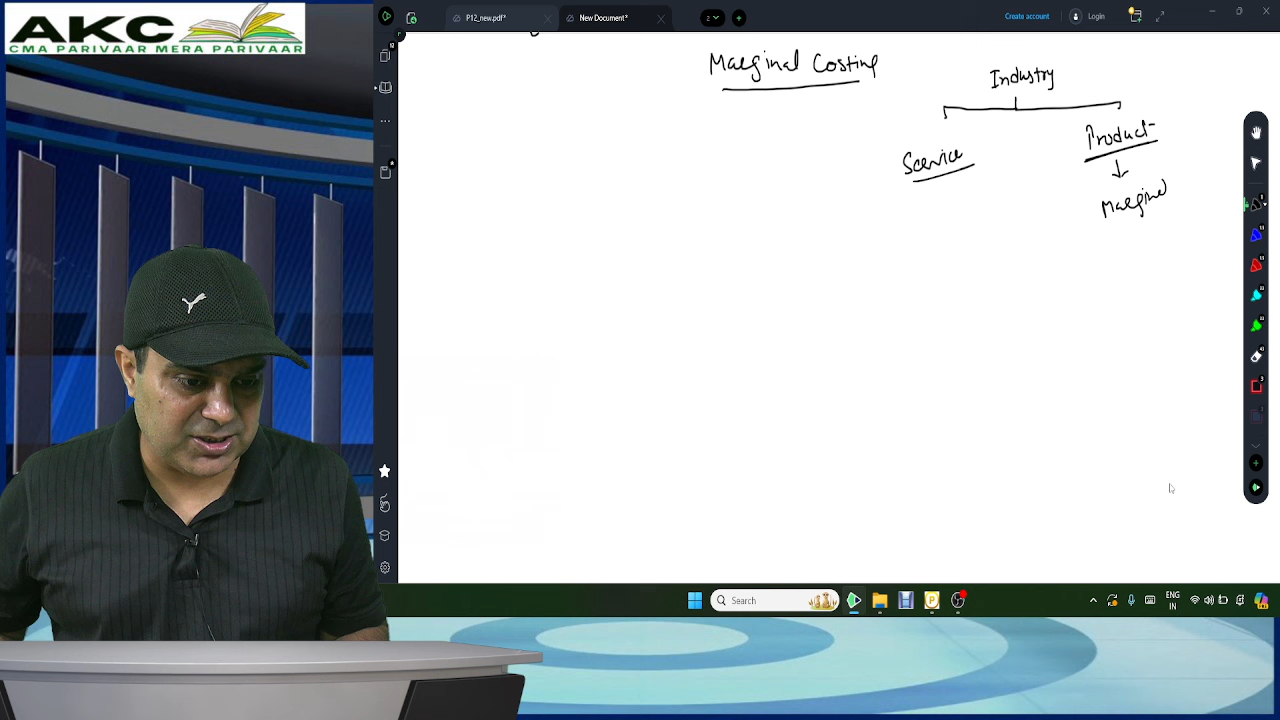 AKC
CMA PARIVAAR MERA PARIVAAR
P12_new.pdf*
New Document*
2
Create account
Login
Marginal Costing
Industry
Service
Product
Marginal
Search
ENG
IN